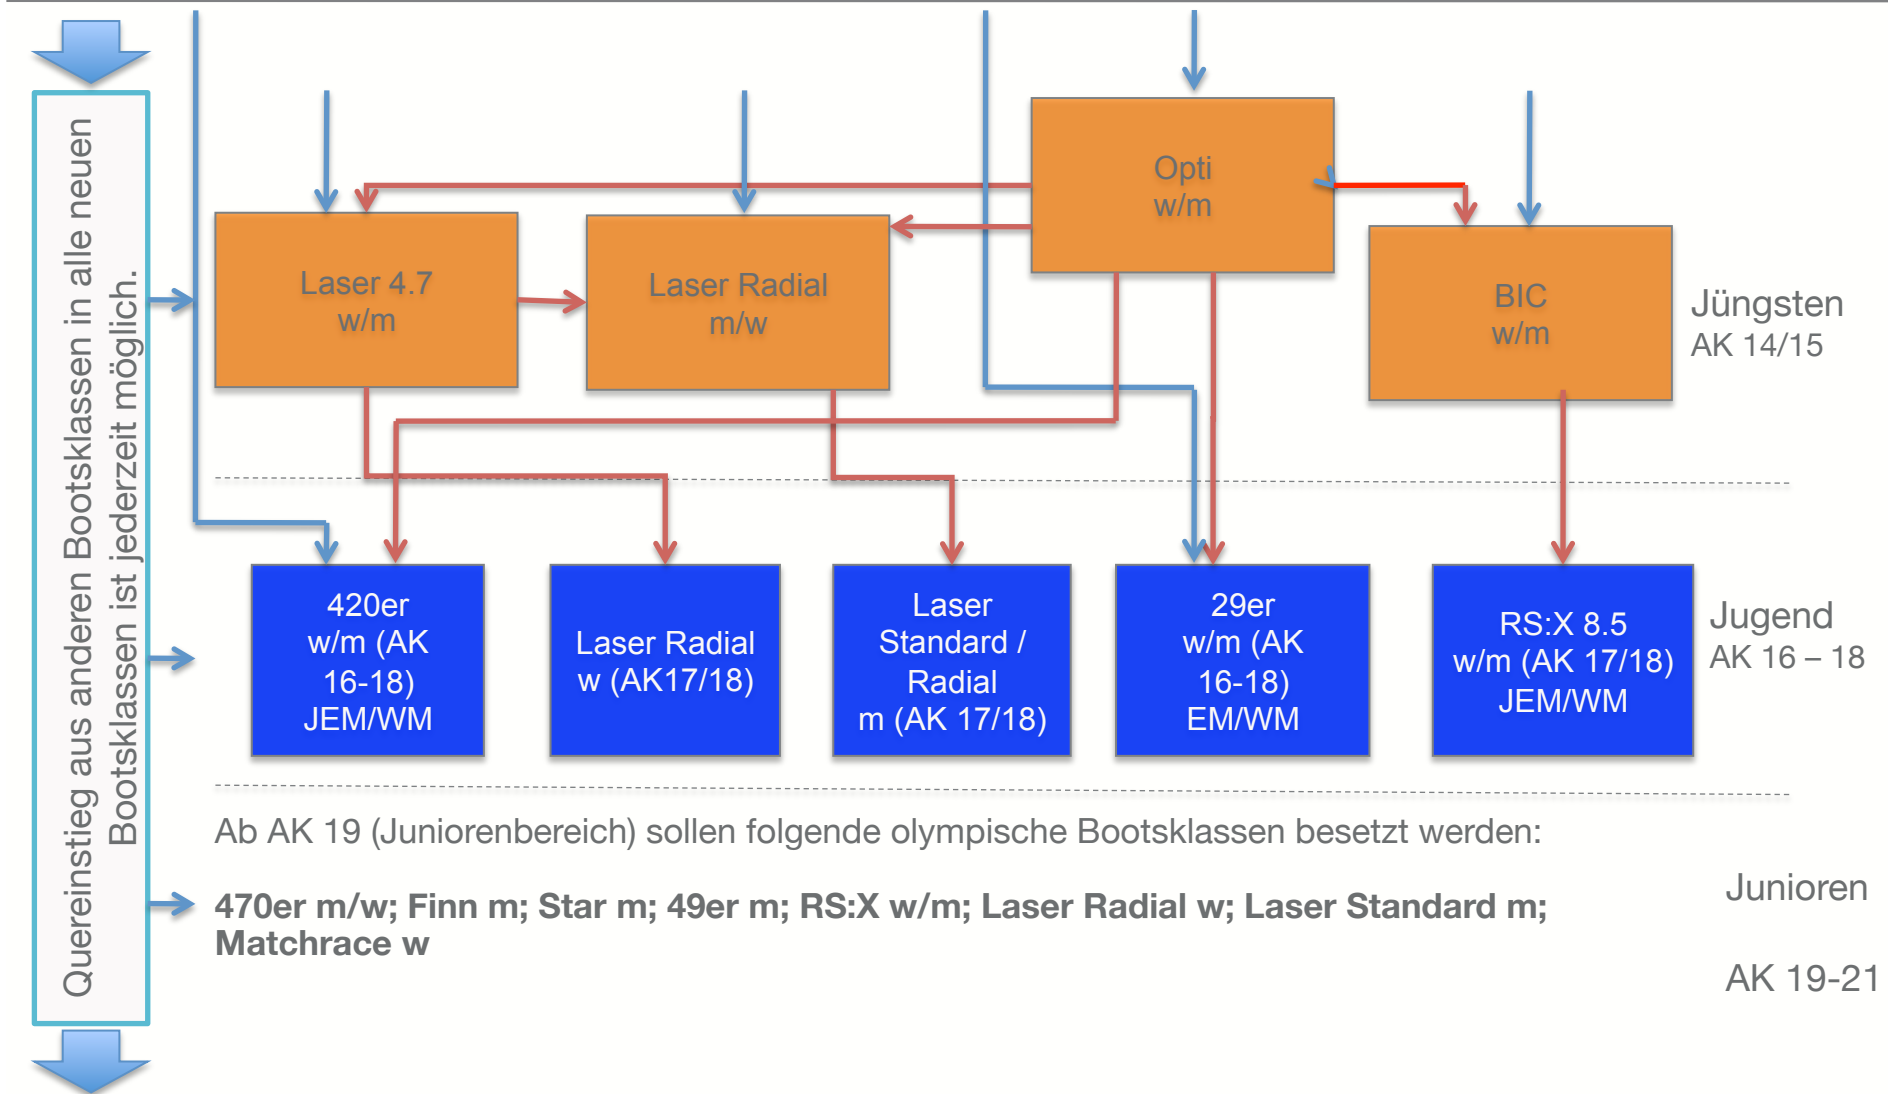 Quereinstieg aus anderen Bootsklassen in alle neuen
Bootsklassen ist jederzeit möglich.
Opti
w/m
Laser 4.7
w/m
Laser Radial
m/w
BIC
w/m
Jüngsten
AK 14/15
420er
w/m (AK
16-18)
JEM/WM
Laser Radial
w (AK17/18)
Laser
Standard /
Radial
m (AK 17/18)
29er
w/m (AK
16-18)
EM/WM
RS:X 8.5
w/m (AK 17/18)
JEM/WM
Jugend
AK 16 – 18
Ab AK 19 (Juniorenbereich) sollen folgende olympische Bootsklassen besetzt werden:
470er m/w; Finn m; Star m; 49er m; RS:X w/m; Laser Radial w; Laser Standard m;
Matchrace w
Junioren
AK 19-21